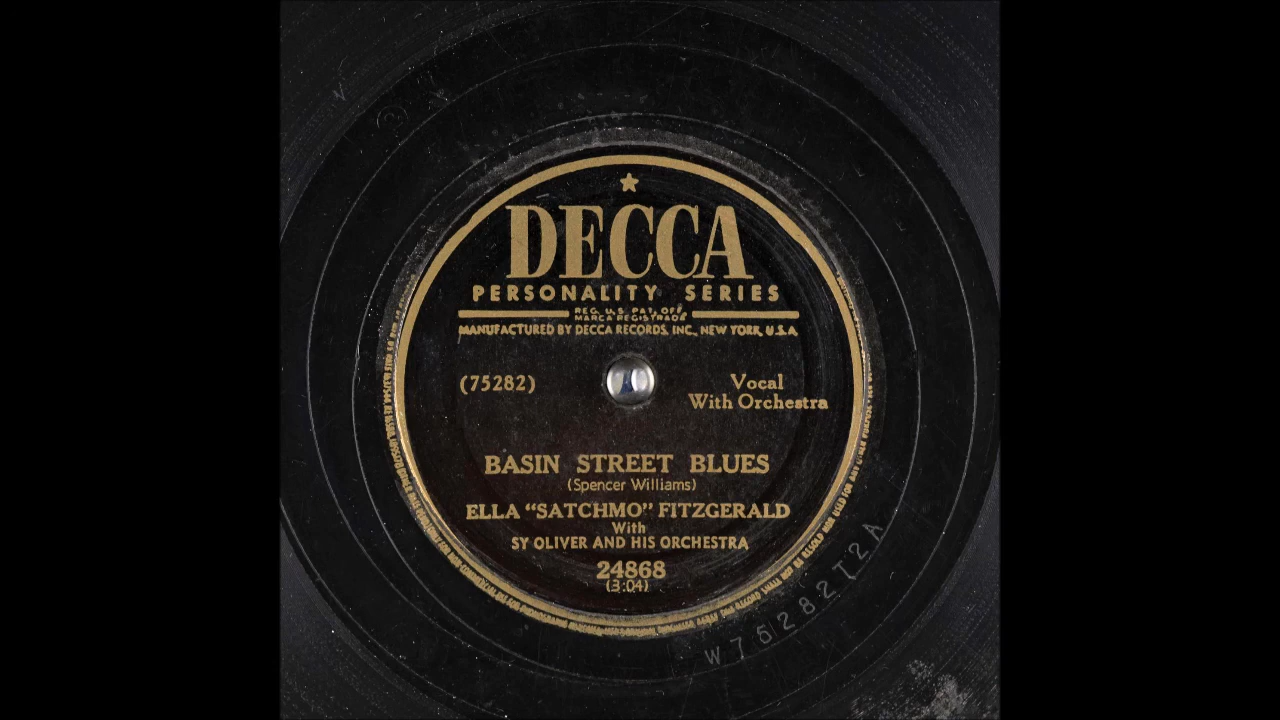 DECCA
PERSONALITY SERIES
REG. U.S. PAT. OFF.
MARCA REGISTRADA
MANUFACTURED BY DECCA RECORDS, INC., NEW YORK, U.S.A.
(75282)
Vocal
With Orchestra
BASIN STREET BLUES
(Spencer Williams)
ELLA "SATCHMO" FITZGERALD
With
SY OLIVER AND HIS ORCHESTRA
24868
(3:04)
W75282T2A